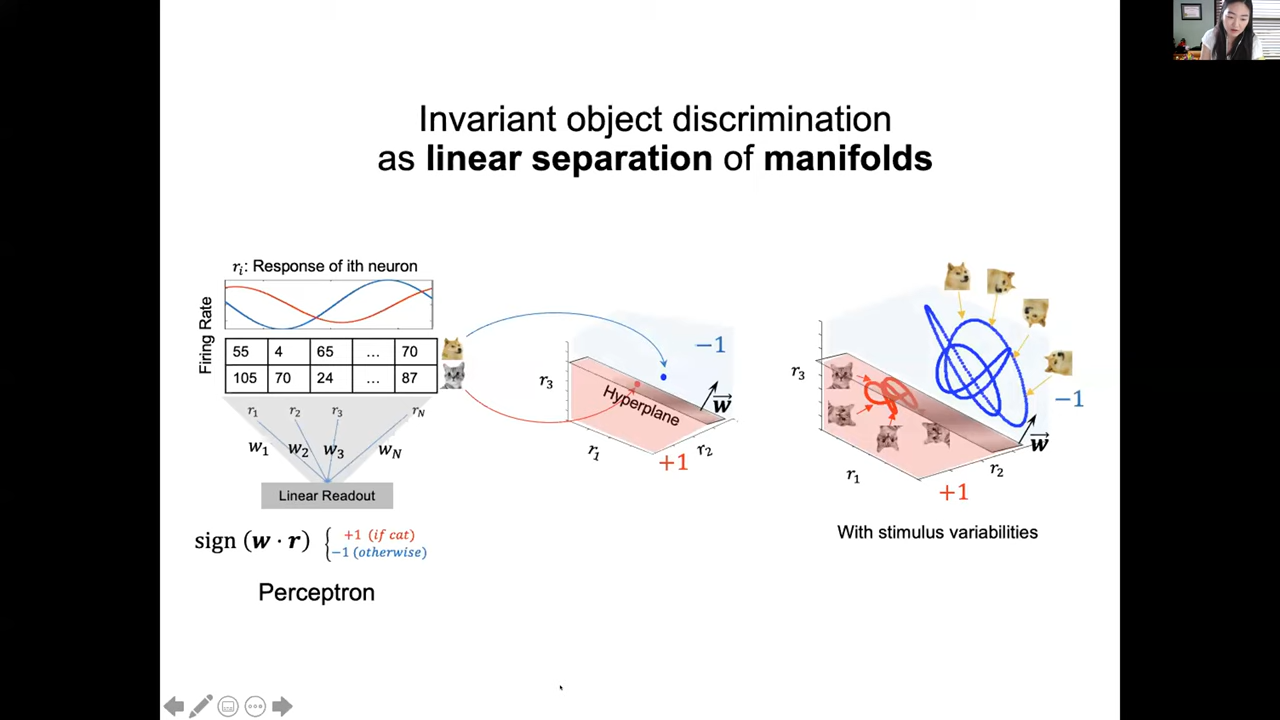 Invariant object discrimination
as linear separation of manifolds
rᵢ: Response of ith neuron
Firing Rate
55 4 65 ... 70
105 70 24 ... 87
r₁ r₂ r₃ r_N
w₁ w₂ w₃ w_N
Linear Readout
sign (w · r) { +1 (if cat)
−1 (otherwise)
Perceptron
−1
r₃
Hyperplane
w⃗
r₁
r₂
+1
r₃
−1
w⃗
r₁
r₂
+1
With stimulus variabilities